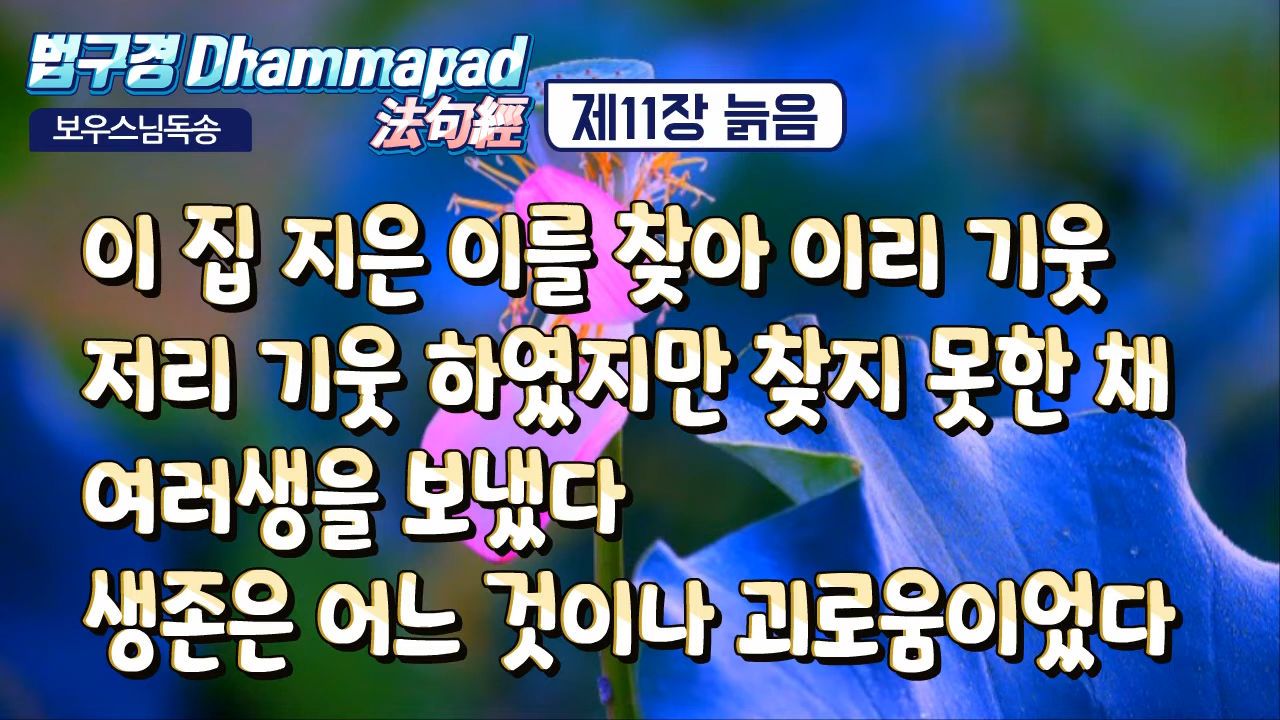 법구경 Dhammapad
法句經
보우스님독송
제11장 늙음
이 집 지은 이를 찾아 이리 기웃
저리 기웃 하였지만 찾지 못한 채
여러생을 보냈다
생존은 어느 것이나 괴로움이었다